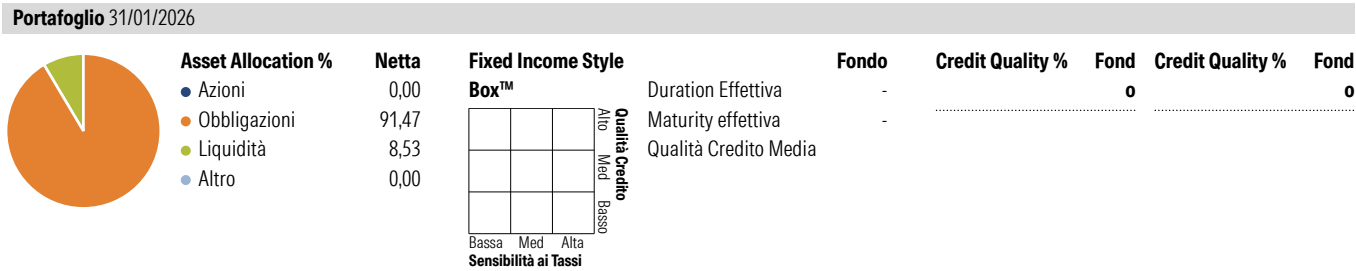 Portafoglio 31/01/2026
Asset Allocation % Netta
Azioni 0,00
Obbligazioni 91,47
Liquidità 8,53
Altro 0,00
Fixed Income Style
Box™
Alto Med Basso
Qualità Credito
Bassa Med Alta
Sensibilità ai Tassi
Fondo
Duration Effettiva -
Maturity effettiva -
Qualità Credito Media
Credit Quality % Fond
o
Credit Quality % Fond
o